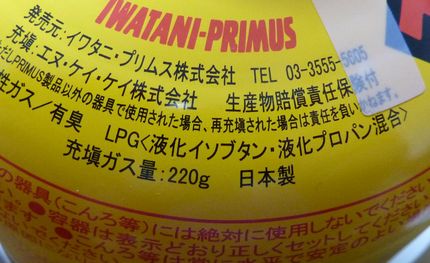 IWATANI-PRIMUS
発売元:イワタニ・プリムス株式会社 TEL 03-3555-5605
充填:エヌ・ケイ・ケイ株式会社 生産物賠償責任保険付
だしPRIMUS製品以外の器具で使用された場合、再充填された場合は責任を負いかねます。
性ガス/有臭 LPG<液化イソブタン・液化プロパン混合>
充填ガス量:220g 日本製
の器具(こんろ等)には絶対に使用しないでください
●容器は表示どおり正しくセットしてください